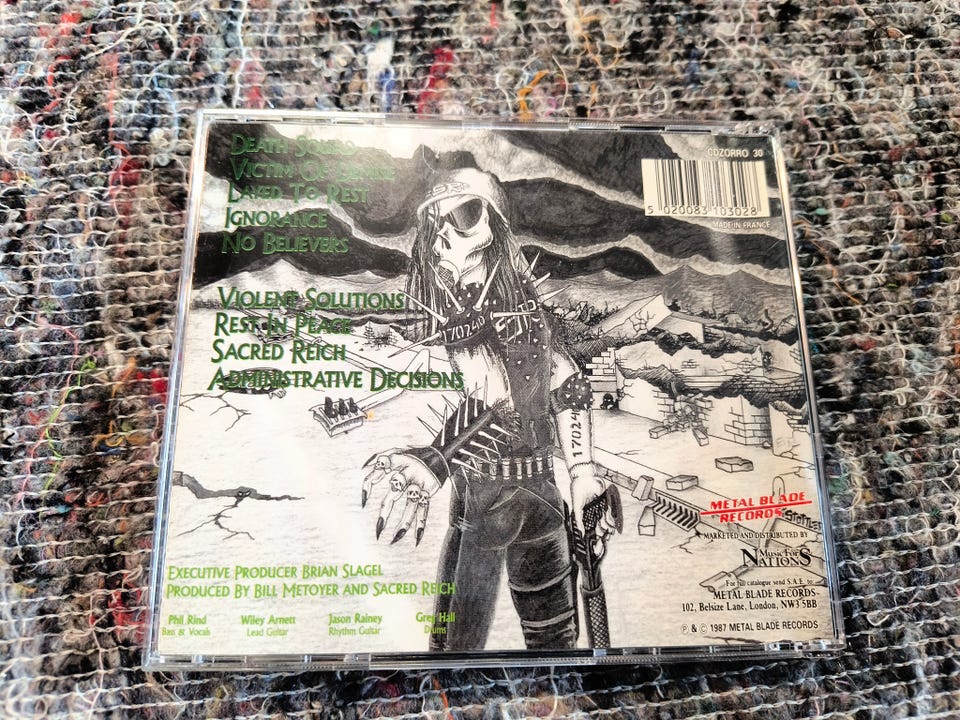 Death Squad
Victim Of Demise
Layed To Rest
Ignorance
No Believers
Violent Solutions
Rest In Peace
Sacred Reich
Administrative Decisions
CDZORRO 30
5 020083 103028
MADE IN FRANCE
SR
170240
170240
METAL BLADE
RECORDS
MARKETED AND DISTRIBUTED BY
Music For
NATIONS
For full catalogue send S.A.E. to:
METAL BLADE RECORDS
102, Belsize Lane, London, NW3 5BB
℗ & © 1987 METAL BLADE RECORDS
Executive Producer Brian Slagel
Produced By Bill Metoyer and Sacred Reich
Phil Rind Wiley Arnett Jason Rainey Greg Hall
Bass & Vocals Lead Guitar Rhythm Guitar Drums